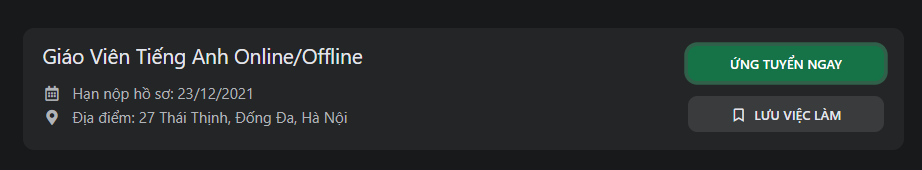 Giáo Viên Tiếng Anh Online/Offline
ỨNG TUYỂN NGAY
Hạn nộp hồ sơ: 23/12/2021
Địa điểm: 27 Thái Thịnh, Đống Đa, Hà Nội
LƯU VIỆC LÀM